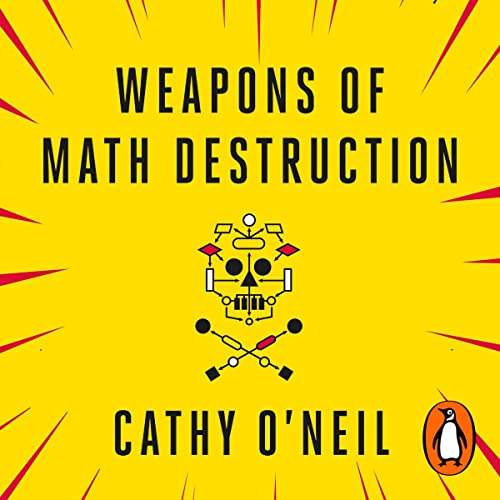 WEAPONS OF
MATH DESTRUCTION
CATHY O'NEIL